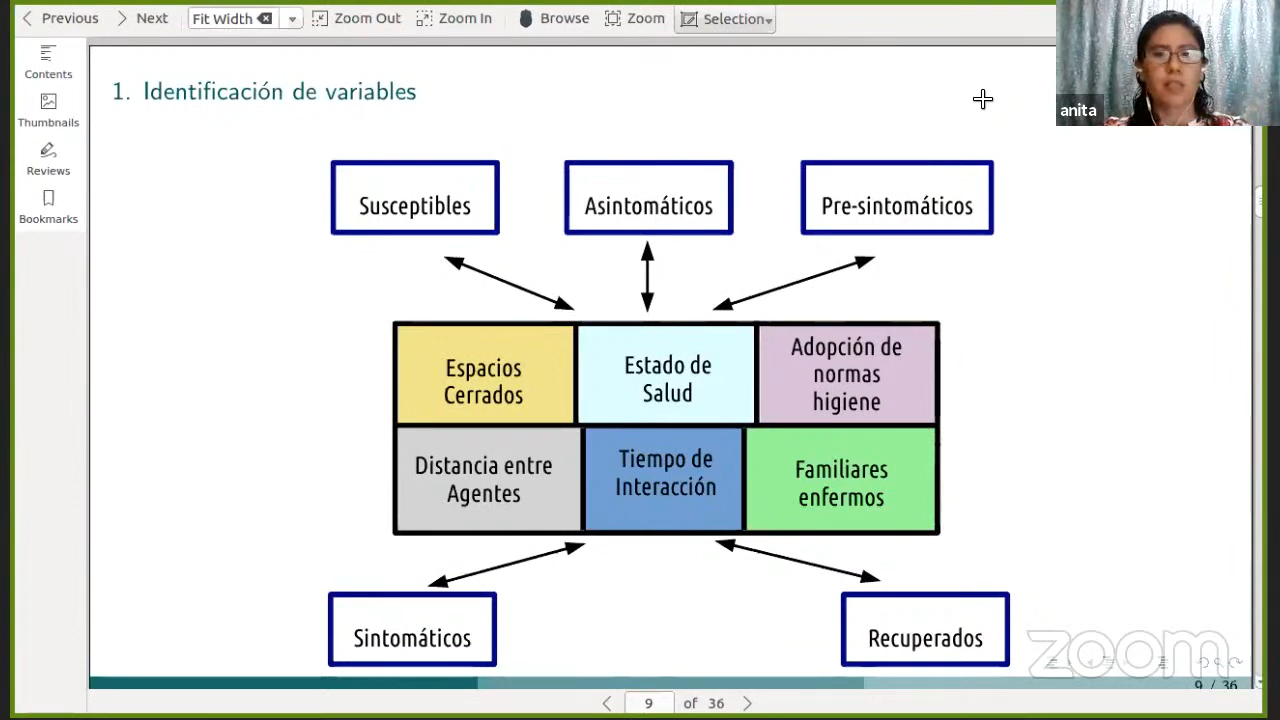 Previous
Next
Fit Width
Zoom Out
Zoom In
Browse
Zoom
Selection
Contents
Thumbnails
Reviews
Bookmarks
anita
1. Identificación de variables
Susceptibles
Asintomáticos
Pre-sintomáticos
Espacios
Cerrados
Estado de
Salud
Adopción de
normas
higiene
Distancia entre
Agentes
Tiempo de
Interacción
Familiares
enfermos
Sintomáticos
Recuperados
zoom
9 / 36
9 of 36